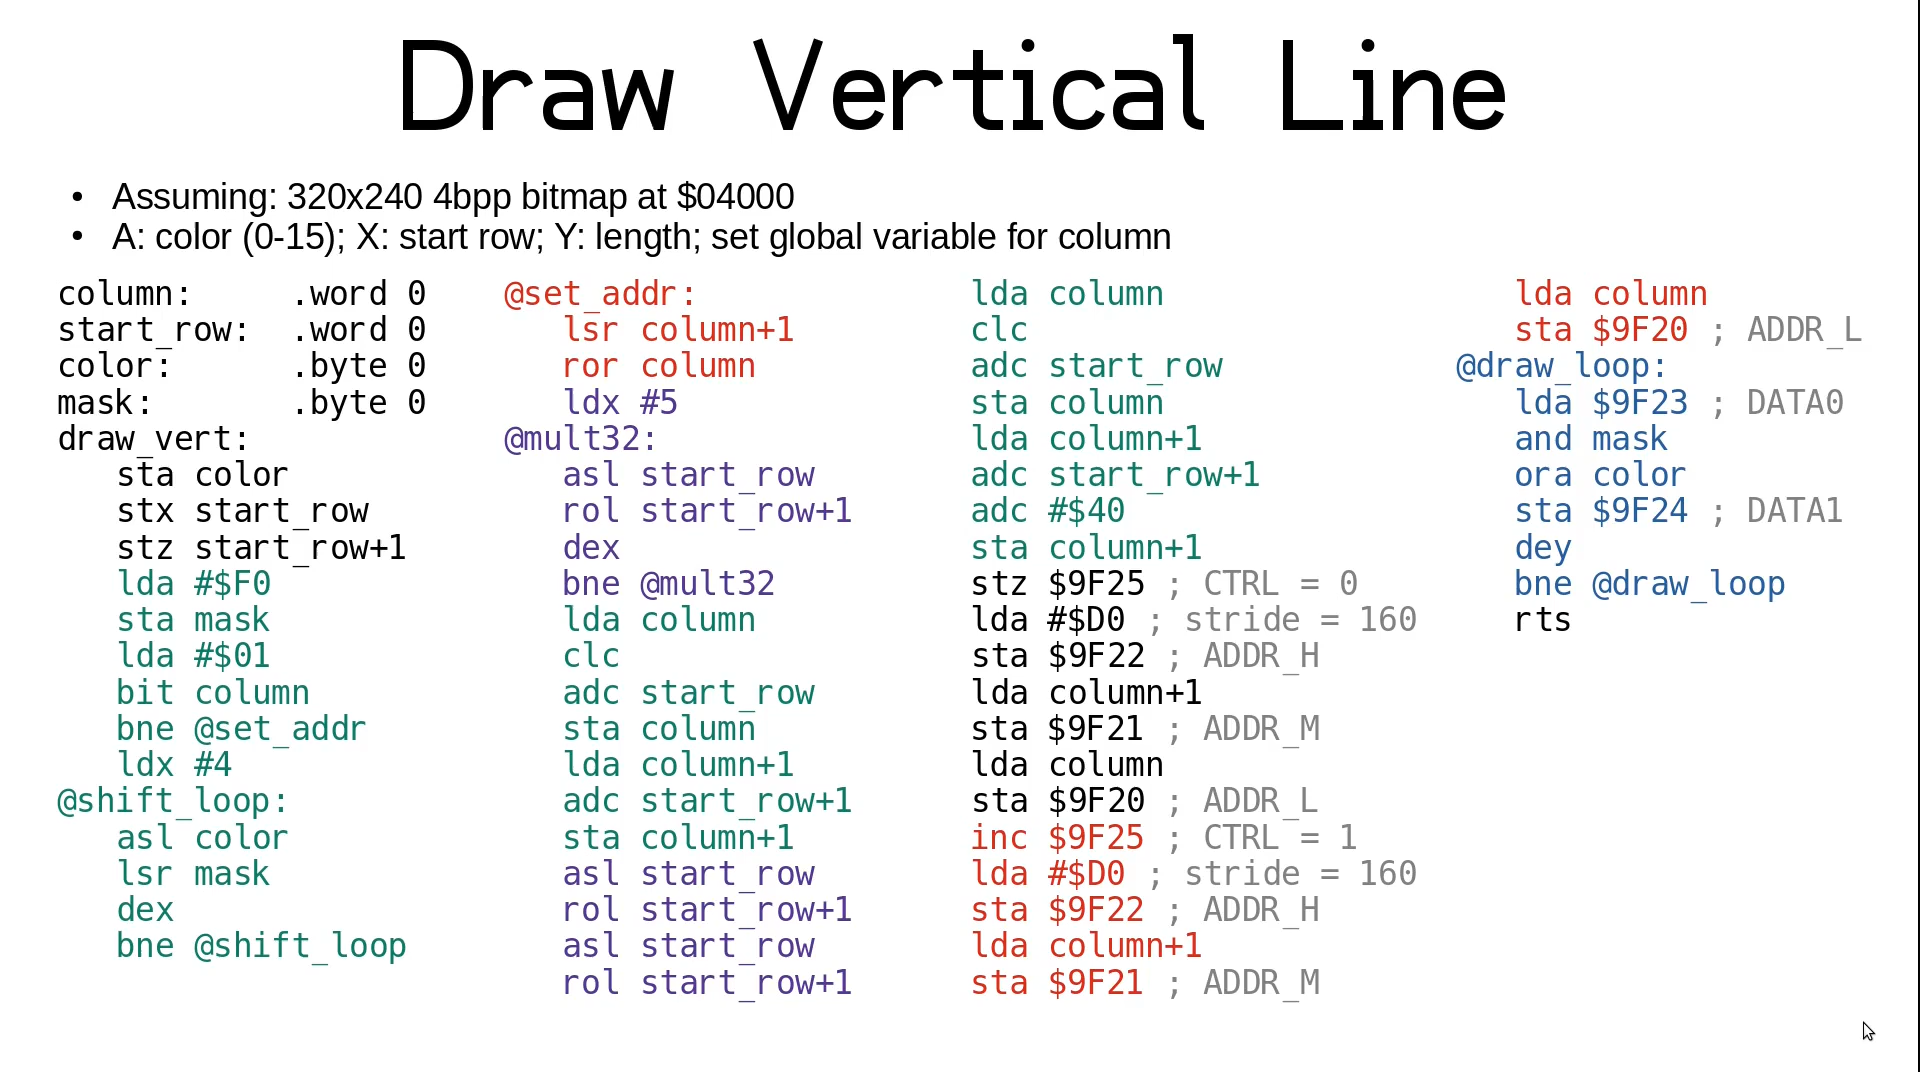 Draw Vertical Line
• Assuming: 320x240 4bpp bitmap at $04000
• A: color (0-15); X: start row; Y: length; set global variable for column
column: .word 0
start_row: .word 0
color: .byte 0
mask: .byte 0
draw_vert:
sta color
stx start_row
stz start_row+1
lda #$F0
sta mask
lda #$01
bit column
bne @set_addr
ldx #4
@shift_loop:
asl color
lsr mask
dex
bne @shift_loop
@set_addr:
lsr column+1
ror column
ldx #5
@mult32:
asl start_row
rol start_row+1
dex
bne @mult32
lda column
clc
adc start_row
sta column
lda column+1
adc start_row+1
sta column+1
asl start_row
rol start_row+1
asl start_row
rol start_row+1
lda column
clc
adc start_row
sta column
lda column+1
adc start_row+1
adc #$40
sta column+1
stz $9F25 ; CTRL = 0
lda #$D0 ; stride = 160
sta $9F22 ; ADDR_H
lda column+1
sta $9F21 ; ADDR_M
lda column
sta $9F20 ; ADDR_L
inc $9F25 ; CTRL = 1
lda #$D0 ; stride = 160
sta $9F22 ; ADDR_H
lda column+1
sta $9F21 ; ADDR_M
lda column
sta $9F20 ; ADDR_L
@draw_loop:
lda $9F23 ; DATA0
and mask
ora color
sta $9F24 ; DATA1
dey
bne @draw_loop
rts